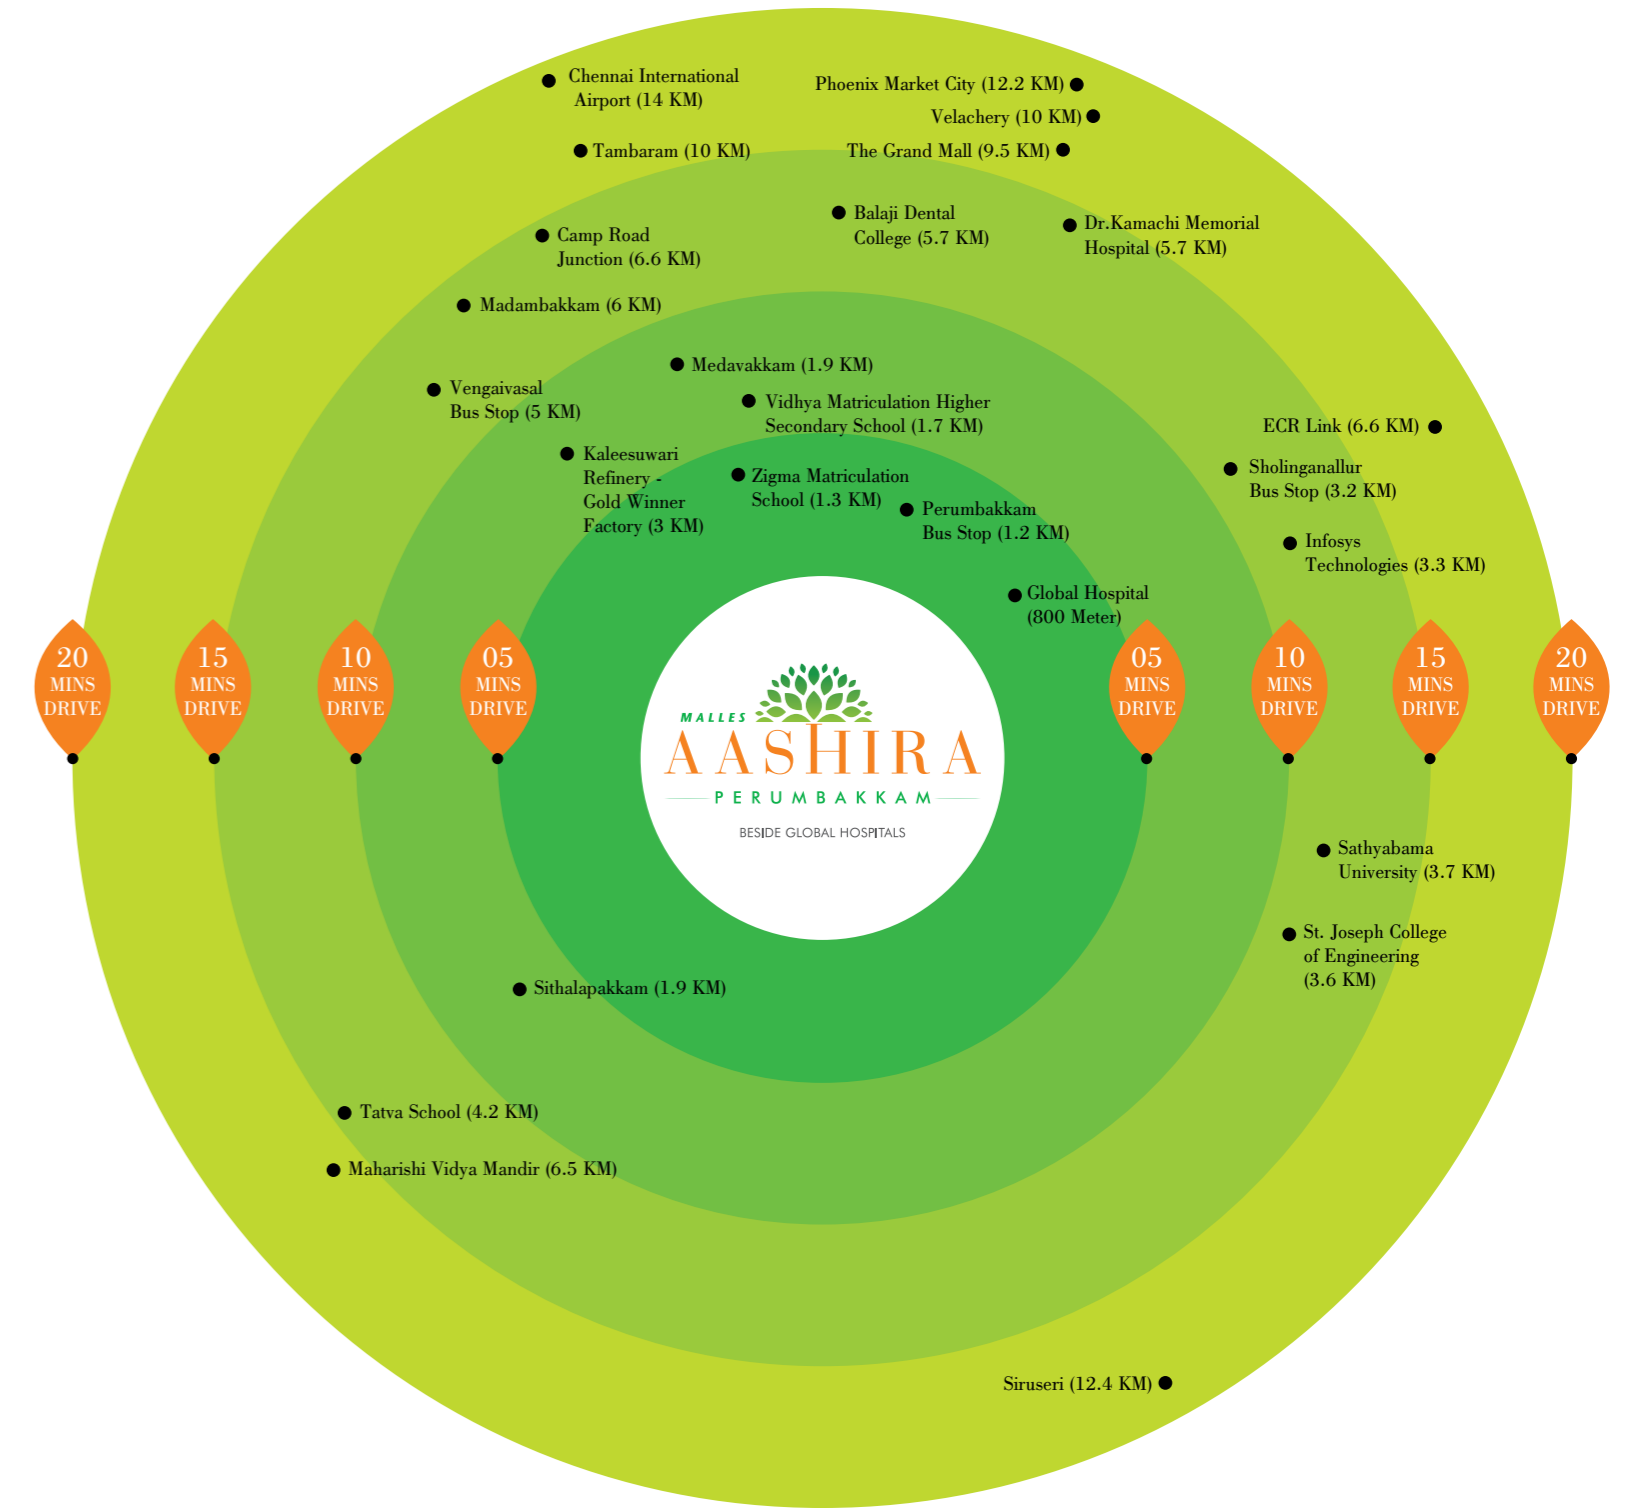 Chennai International
Airport (14 KM)
Phoenix Market City (12.2 KM)
Velachery (10 KM)
Tambaram (10 KM)
The Grand Mall (9.5 KM)
Balaji Dental
College (5.7 KM)
Dr.Kamachi Memorial
Hospital (5.7 KM)
Camp Road
Junction (6.6 KM)
Madambakkam (6 KM)
Medavakkam (1.9 KM)
Vengaivasal
Bus Stop (5 KM)
Vidhya Matriculation Higher
Secondary School (1.7 KM)
ECR Link (6.6 KM)
Kaleesuwari
Refinery -
Gold Winner
Factory (3 KM)
Zigma Matriculation
School (1.3 KM)
Sholinganallur
Bus Stop (3.2 KM)
Perumbakkam
Bus Stop (1.2 KM)
Infosys
Technologies (3.3 KM)
Global Hospital
(800 Meter)
20
MINS
DRIVE
15
MINS
DRIVE
10
MINS
DRIVE
05
MINS
DRIVE
MALLES
AASHIRA
PERUMBAKKAM
BESIDE GLOBAL HOSPITALS
05
MINS
DRIVE
10
MINS
DRIVE
15
MINS
DRIVE
20
MINS
DRIVE
Sathyabama
University (3.7 KM)
St. Joseph College
of Engineering
(3.6 KM)
Sithalapakkam (1.9 KM)
Tatva School (4.2 KM)
Maharishi Vidya Mandir (6.5 KM)
Siruseri (12.4 KM)